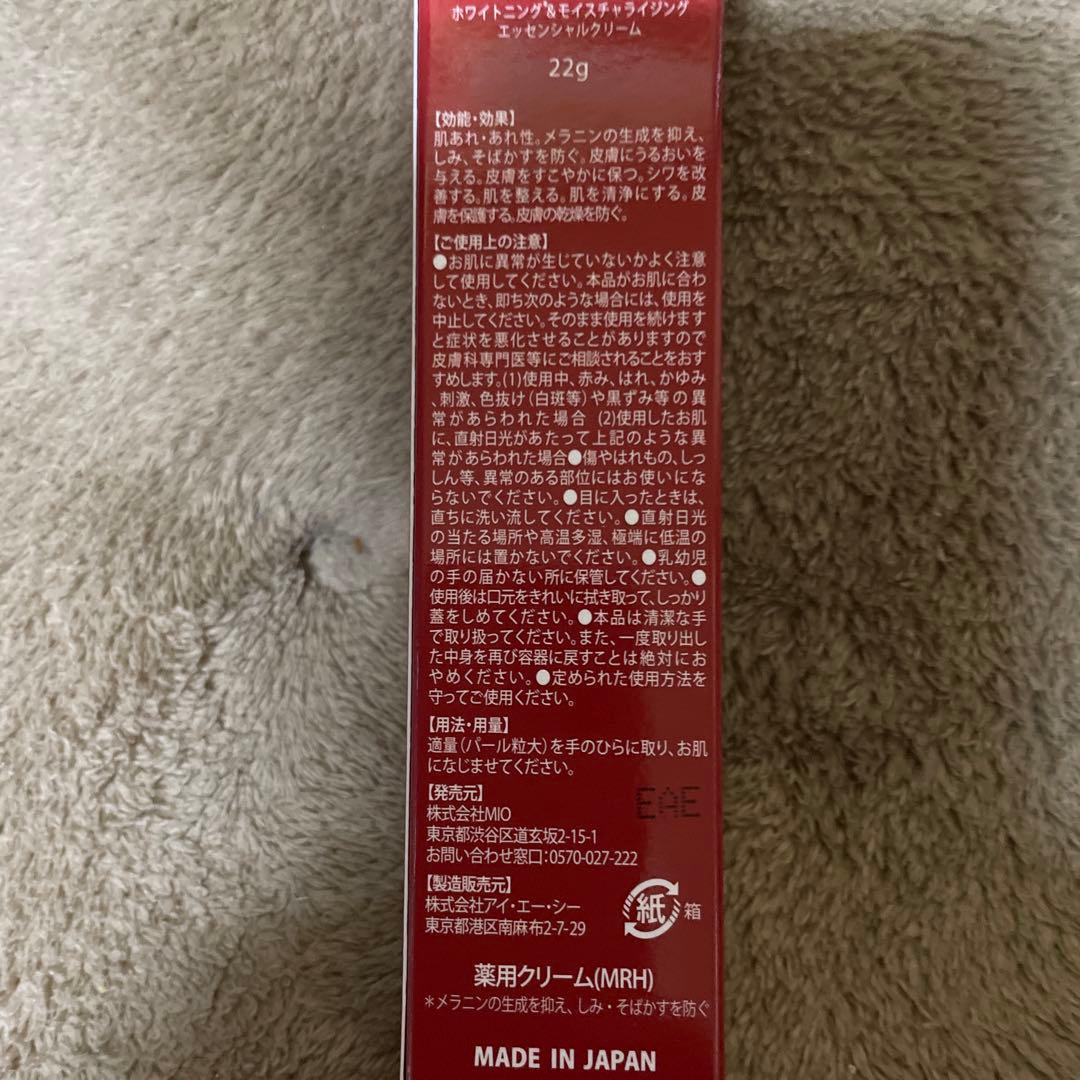 ホワイトニング*&モイスチャライジング
エッセンシャルクリーム
22g
【効能・効果】
肌あれ・あれ性。メラニンの生成を抑え、
しみ、そばかすを防ぐ。皮膚にうるおいを
与える。皮膚をすこやかに保つ。シワを改
善する。肌を整える。肌を清浄にする。皮
膚を保護する。皮膚の乾燥を防ぐ。
【ご使用上の注意】
●お肌に異常が生じていないかよく注意
して使用してください。本品がお肌に合わ
ないとき、即ち次のような場合には、使用を
中止してください。そのまま使用を続けます
と症状を悪化させることがありますので
皮膚科専門医等にご相談されることをおす
すめします。(1)使用中、赤み、はれ、かゆみ
、刺激、色抜け(白斑等)や黒ずみ等の異
常があらわれた場合 (2)使用したお肌
に、直射日光があたって上記のような異
常があらわれた場合●傷やはれもの、しっ
しん等、異常のある部位にはお使いにな
らないでください。●目に入ったときは、
直ちに洗い流してください。●直射日光
の当たる場所や高温多湿、極端に低温の
場所には置かないでください。●乳幼児
の手の届かない所に保管してください。●
使用後は口元をきれいに拭き取って、しっかり
蓋をしめてください。●本品は清潔な手
で取り扱ってください。また、一度取り出し
た中身を再び容器に戻すことは絶対にお
やめください。●定められた使用方法を
守ってご使用ください。
【用法・用量】
適量(パール粒大)を手のひらに取り、お肌
になじませてください。
【発売元】
EAE
株式会社MIO
東京都渋谷区道玄坂2-15-1
お問い合わせ窓口:0570-027-222
【製造販売元】
株式会社アイ・エー・シー
東京都港区南麻布2-7-29
紙 箱
薬用クリーム(MRH)
*メラニンの生成を抑え、しみ・そばかすを防ぐ
MADE IN JAPAN